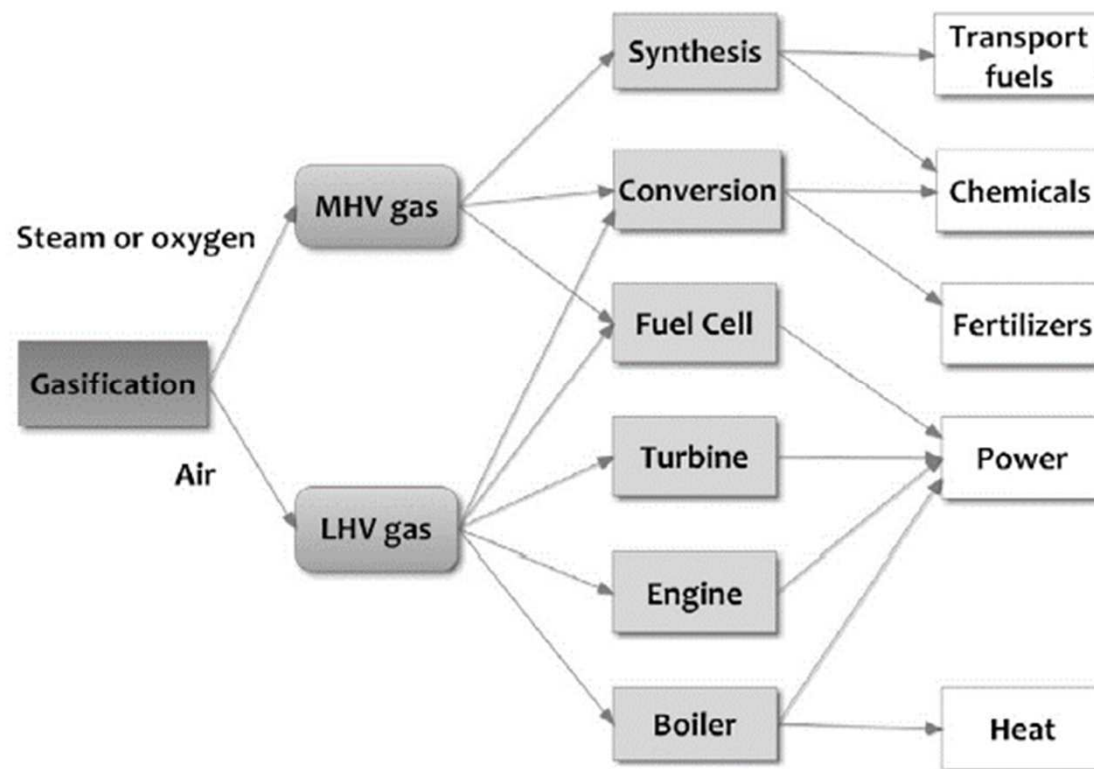 Synthesis
Transport
fuels
MHV gas
Conversion
Chemicals
Steam or oxygen
Fuel Cell
Fertilizers
Gasification
Air
Turbine
Power
LHV gas
Engine
Boiler
Heat